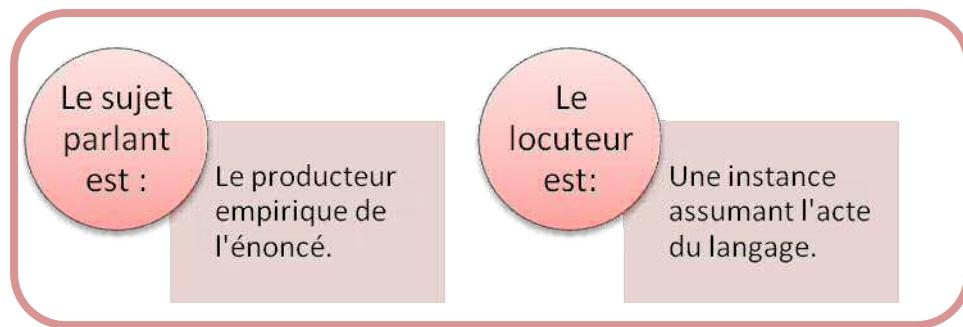 Le sujet
parlant
est :
Le producteur
empirique de
l'énoncé.
Le
locuteur
est:
Une instance
assumant l'acte
du langage.